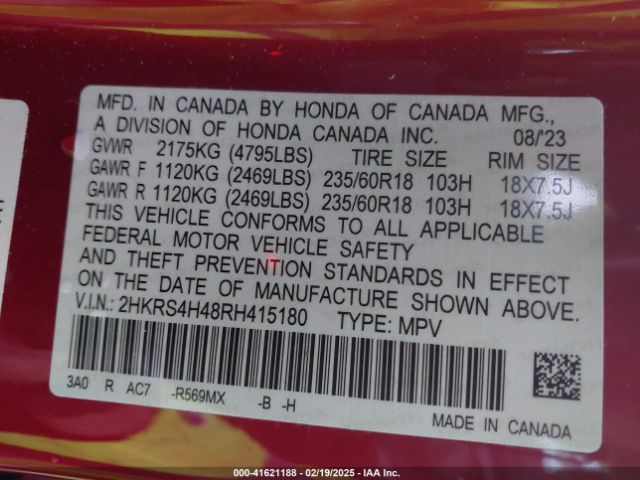 MFD. IN CANADA BY HONDA OF CANADA MFG.,
A DIVISION OF HONDA CANADA INC. 08/'23
GVWR 2175KG (4795LBS) TIRE SIZE RIM SIZE
GAWR F 1120KG (2469LBS) 235/60R18 103H 18X7.5J
GAWR R 1120KG (2469LBS) 235/60R18 103H 18X7.5J
THIS VEHICLE CONFORMS TO ALL APPLICABLE
FEDERAL MOTOR VEHICLE SAFETY
AND THEFT PREVENTION STANDARDS IN EFFECT
ON THE DATE OF MANUFACTURE SHOWN ABOVE.
V.I.N.: 2HKRS4H48RH415180 TYPE: MPV
3A0 R AC7 -R569MX -B -H
MADE IN CANADA
000-41621188 - 02/19/2025 - IAA Inc.